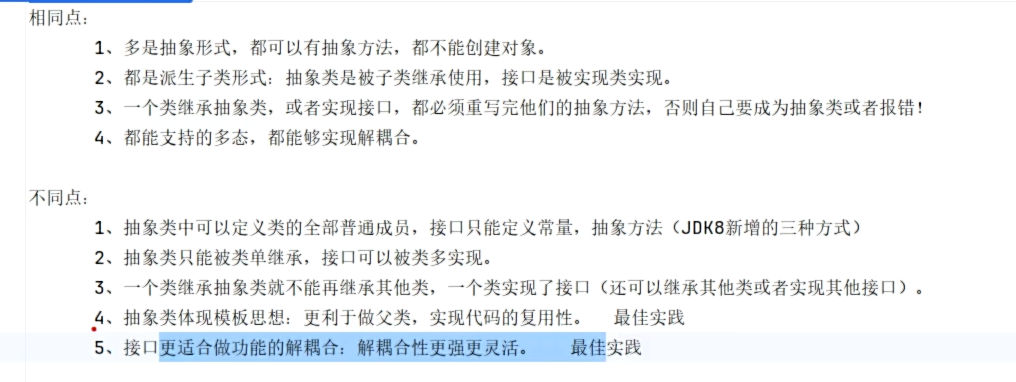 相同点：
1、多是抽象形式，都可以有抽象方法，都不能创建对象。
2、都是派生子类形式：抽象类是被子类继承使用，接口是被实现类实现。
3、一个类继承抽象类，或者实现接口，都必须重写完他们的抽象方法，否则自己要成为抽象类或者报错！
4、都能支持的多态，都能够实现解耦合。
不同点：
1、抽象类中可以定义类的全部普通成员，接口只能定义常量，抽象方法（JDK8新增的三种方式）
2、抽象类只能被类单继承，接口可以被类多实现。
3、一个类继承抽象类就不能再继承其他类，一个类实现了接口（还可以继承其他类或者实现其他接口）。
4、抽象类体现模板思想：更利于做父类，实现代码的复用性。 最佳实践
5、接口更适合做功能的解耦合：解耦合性更强更灵活。 最佳实践